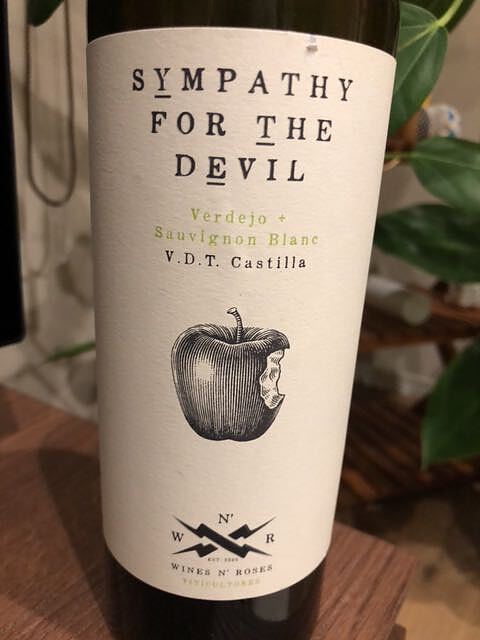 SYMPATHY
FOR THE
DEVIL
Verdejo +
Sauvignon Blanc
V.D.T. Castilla
N'
W R
WINES N' ROSES
VITICULTORES